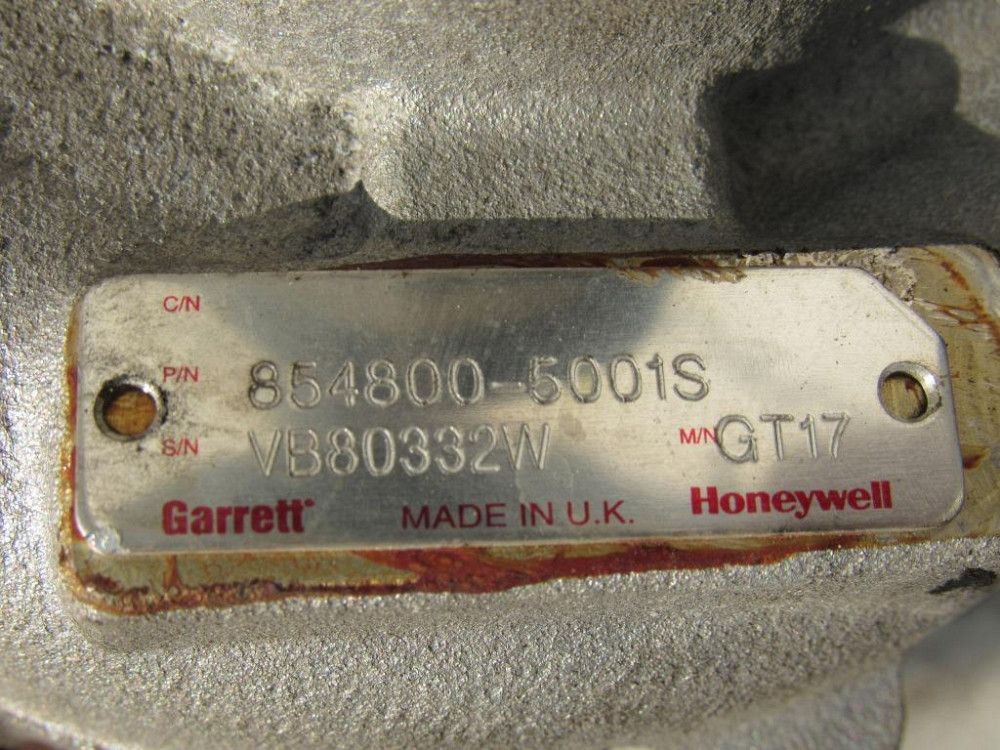 C/N
P/N 854800-5001S
S/N VB80332W M/N GT17
Garrett MADE IN U.K. Honeywell